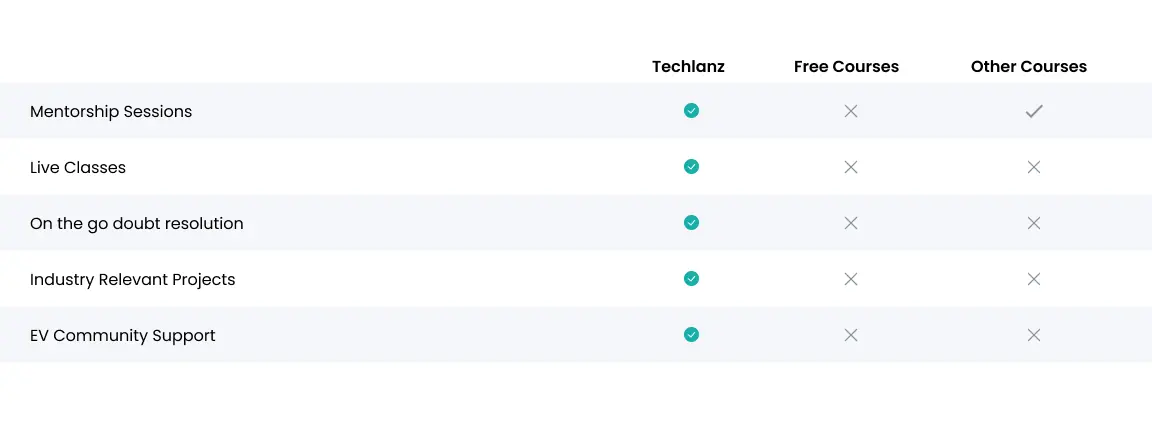 Techlanz Free Courses Other Courses
Mentorship Sessions
Live Classes
On the go doubt resolution
Industry Relevant Projects
EV Community Support